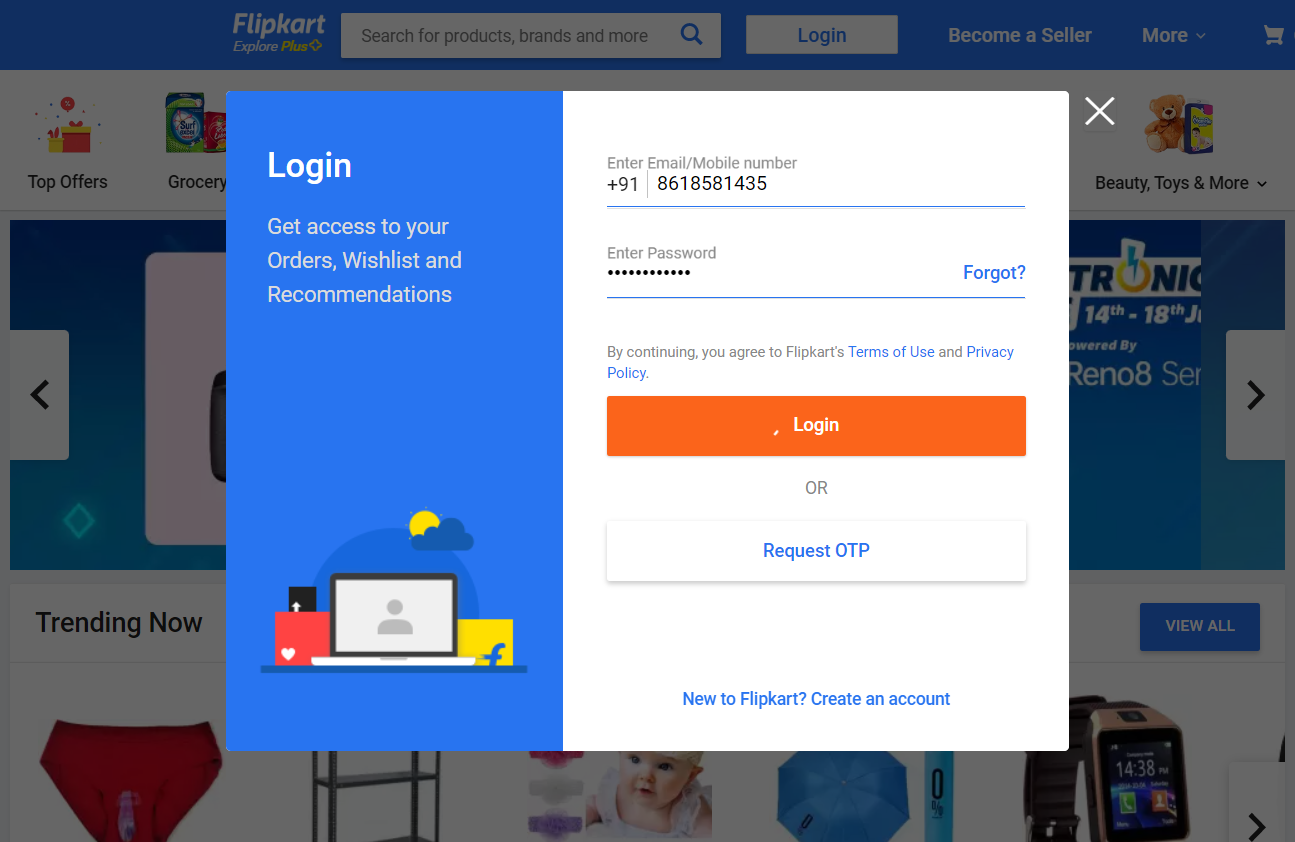 Flipkart
Explore Plus
Search for products, brands and more
Login
Become a Seller
More
Top Offers
Grocery
Surf
excel
Beauty, Toys & More
Login
Get access to your
Orders, Wishlist and
Recommendations
Enter Email/Mobile number
+91
8618581435
Enter Password
••••••••••••
Forgot?
By continuing, you agree to Flipkart's Terms of Use and Privacy
Policy.
Login
OR
Request OTP
New to Flipkart? Create an account
TRONIC
14th - 18th Ju
owered By
Reno8 Ser
Trending Now
VIEW ALL
14:38 PM